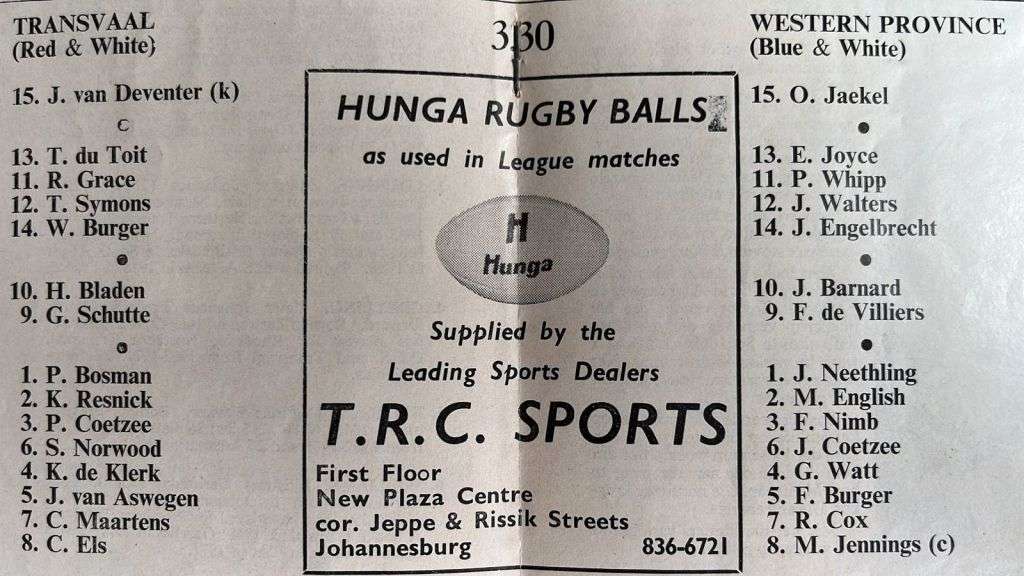 TRANSVAAL
(Red & White)
15. J. van Deventer (k)
13. T. du Toit
11. R. Grace
12. T. Symons
14. W. Burger
10. H. Bladen
9. G. Schutte
1. P. Bosman
2. K. Resnick
3. P. Coetzee
6. S. Norwood
4. K. de Klerk
5. J. van Aswegen
7. C. Maartens
8. C. Els
3.30
HUNGA RUGBY BALLS
as used in League matches
H
Hunga
Supplied by the
Leading Sports Dealers
T.R.C. SPORTS
First Floor
New Plaza Centre
cor. Jeppe & Rissik Streets
Johannesburg 836-6721
WESTERN PROVINCE
(Blue & White)
15. O. Jaekel
13. E. Joyce
11. P. Whipp
12. J. Walters
14. J. Engelbrecht
10. J. Barnard
9. F. de Villiers
1. J. Neethling
2. M. English
3. F. Nimb
6. J. Coetzee
4. G. Watt
5. F. Burger
7. R. Cox
8. M. Jennings (c)